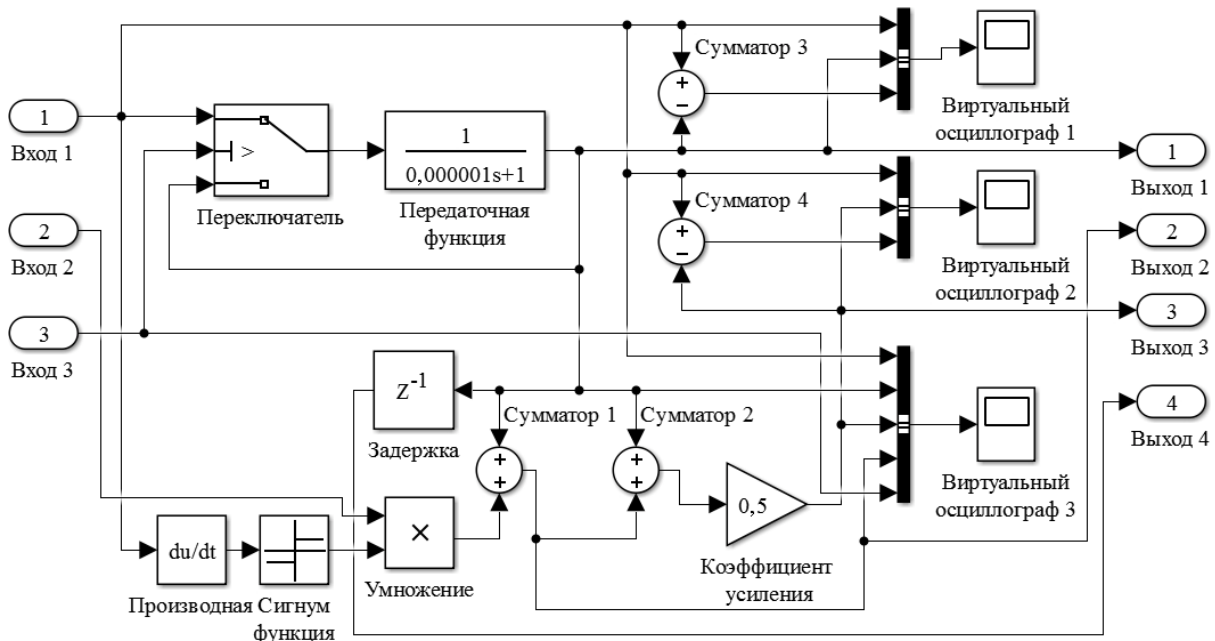 Сумматор 3
1
Вход 1
>
Переключатель
1
0,000001s+1
Передаточная
функция
Виртуальный
осциллограф 1
1
Выход 1
2
Вход 2
Сумматор 4
Виртуальный
осциллограф 2
2
Выход 2
3
Вход 3
3
Выход 3
Z-1
Задержка
Сумматор 1
Сумматор 2
4
Выход 4
+
−
+
−
+
+
+
+
0,5
Коэффициент
усиления
Виртуальный
осциллограф 3
du/dt
Производная
Сигнум
функция
×
Умножение